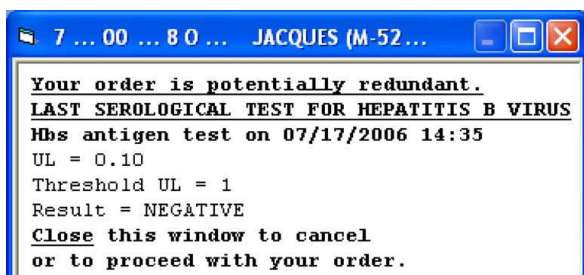 7 ... 00 ... 8 0 ... JACQUES (M-52 ...
Your order is potentially redundant.
LAST SEROLOGICAL TEST FOR HEPATITIS B VIRUS
Hbs antigen test on 07/17/2006 14:35
UL = 0.10
Threshold UL = 1
Result = NEGATIVE
Close this window to cancel
or to proceed with your order.